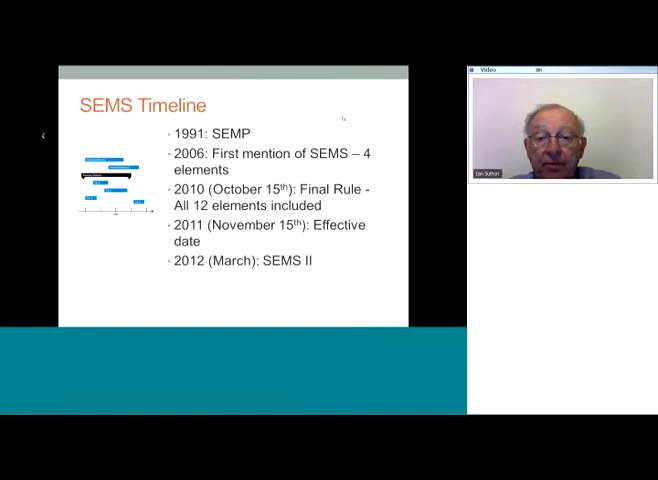 SEMS Timeline
• 1991: SEMP
• 2006: First mention of SEMS – 4
elements
• 2010 (October 15th): Final Rule -
All 12 elements included
• 2011 (November 15th): Effective
date
• 2012 (March): SEMS II
Video
Ian Sutton